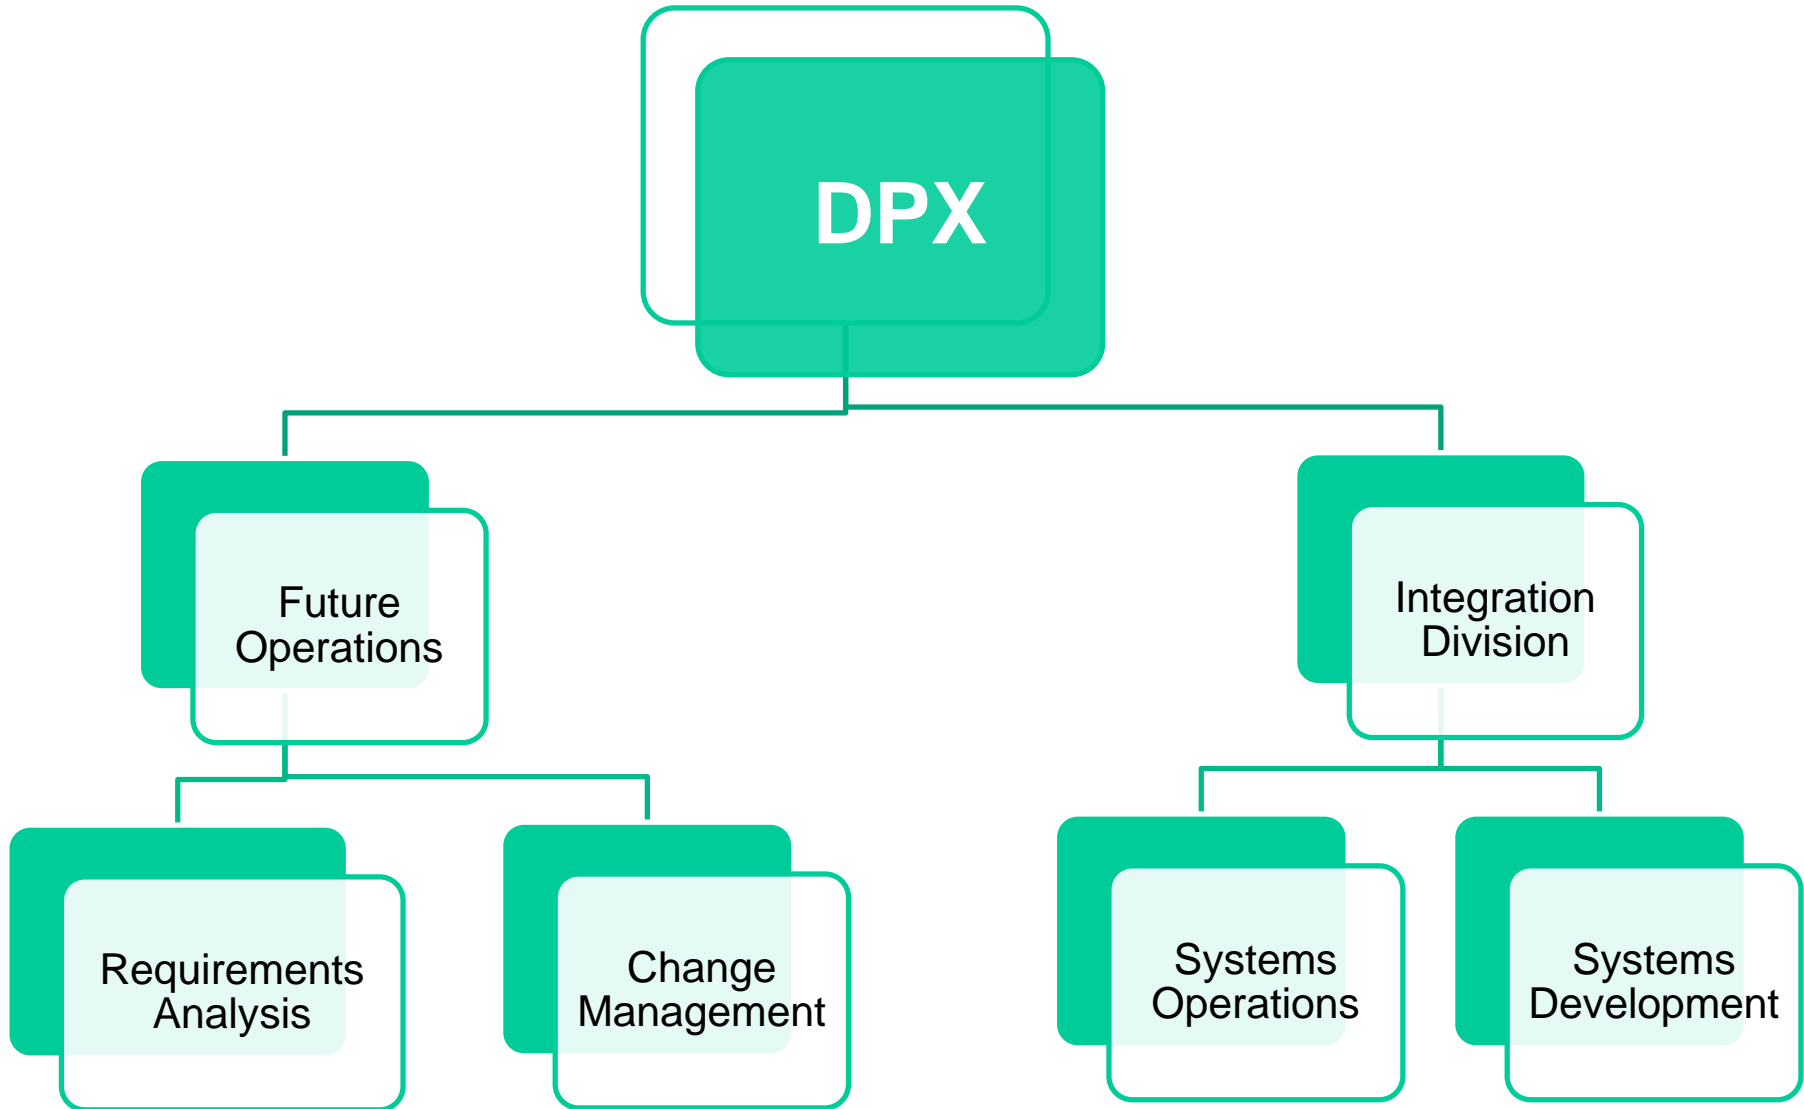 DPX
Future
Operations
Integration
Division
Requirements
Analysis
Change
Management
Systems
Operations
Systems
Development